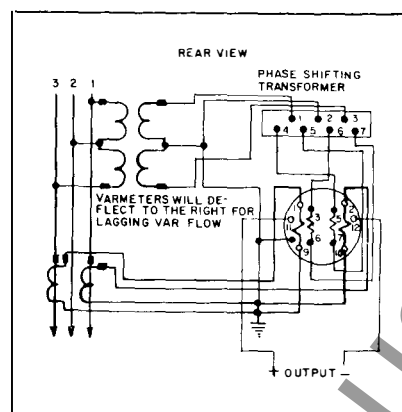 REAR VIEW
3 2 1
PHASE SHIFTING
TRANSFORMER
1 2 3
4 5 6 7
VARMETERS WILL DE-
FLECT TO THE RIGHT FOR
LAGGING VAR FLOW
2
3 5
11 12
6 7
9 10
+ OUTPUT -